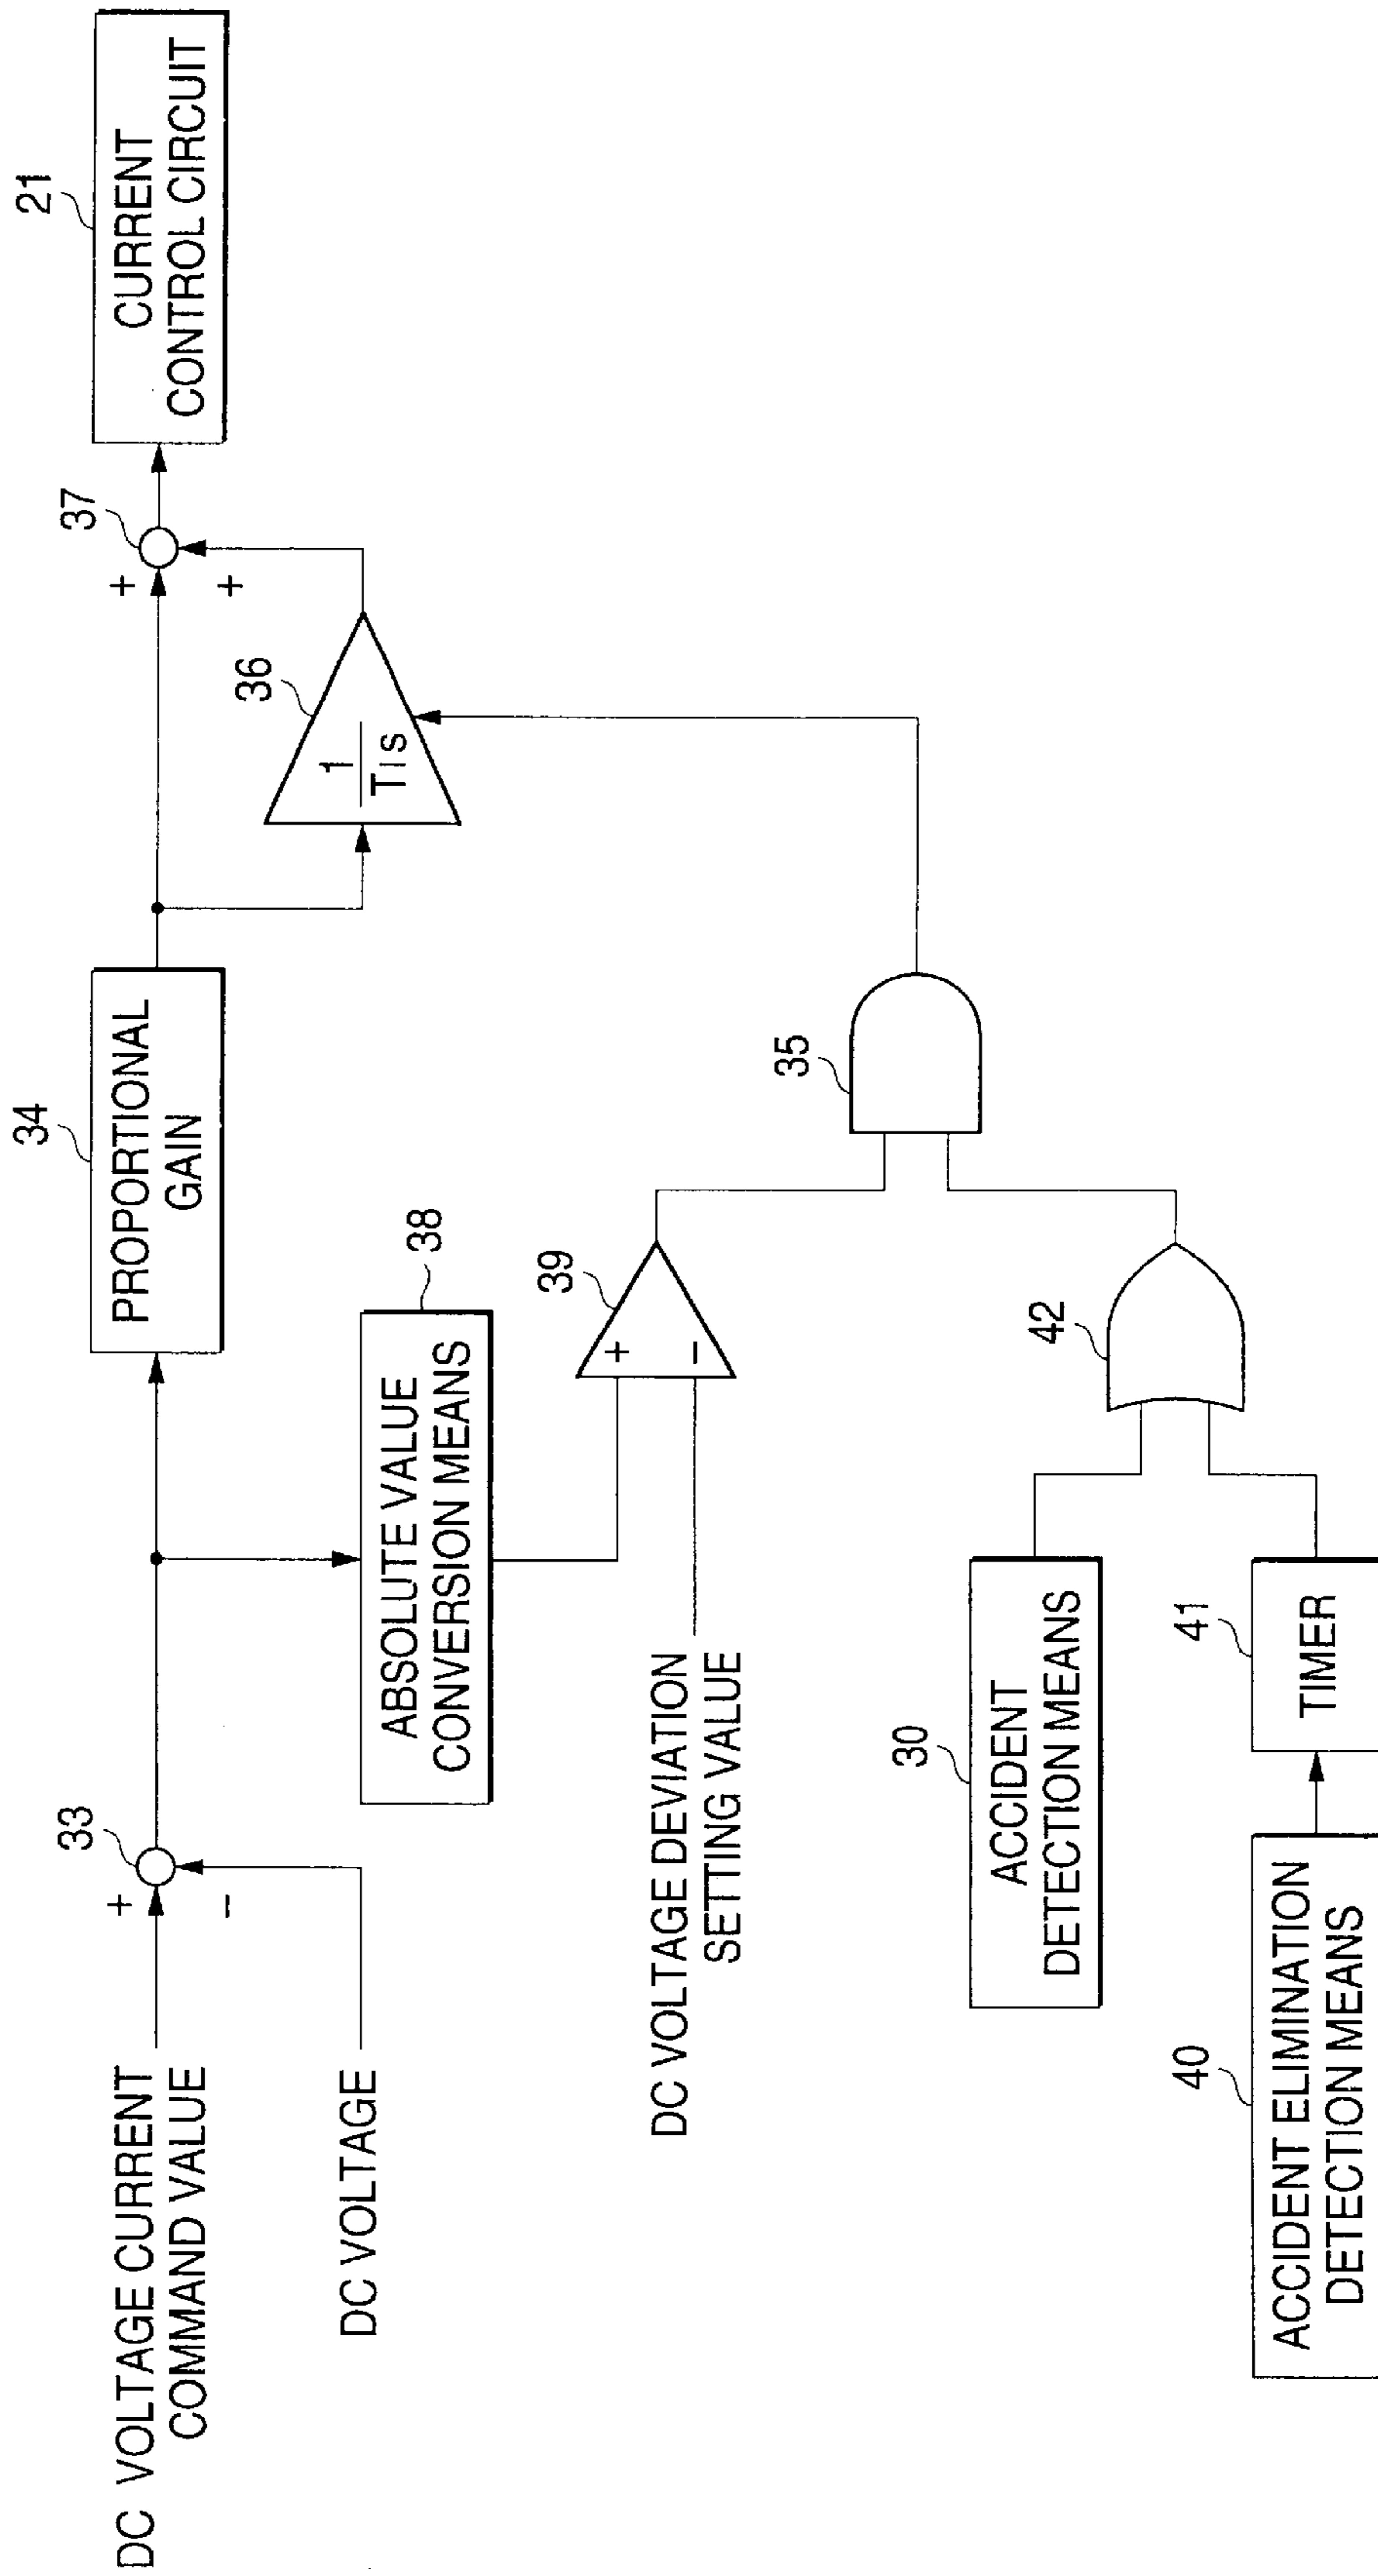 DC VOLTAGE CURRENT
COMMAND VALUE
+
−
33
DC VOLTAGE
34
PROPORTIONAL
GAIN
+
+
37
21
CURRENT
CONTROL CIRCUIT
36
1
TIS
38
ABSOLUTE VALUE
CONVERSION MEANS
39
+
−
DC VOLTAGE DEVIATION
SETTING VALUE
35
30
ACCIDENT
DETECTION MEANS
42
40
ACCIDENT ELIMINATION
DETECTION MEANS
41
TIMER